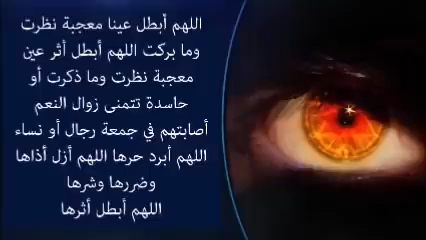 اللهم أبطل عينا معجبة نظرت
وما بركت اللهم أبطل أثر عين
معجبة نظرت وما ذكرت أو
حاسدة تتمنى زوال النعم
أصابتهم في جمعة رجال أو نساء
اللهم أبرد حرها اللهم أزل أذاها
وضررها وشرها
اللهم أبطل أثرها